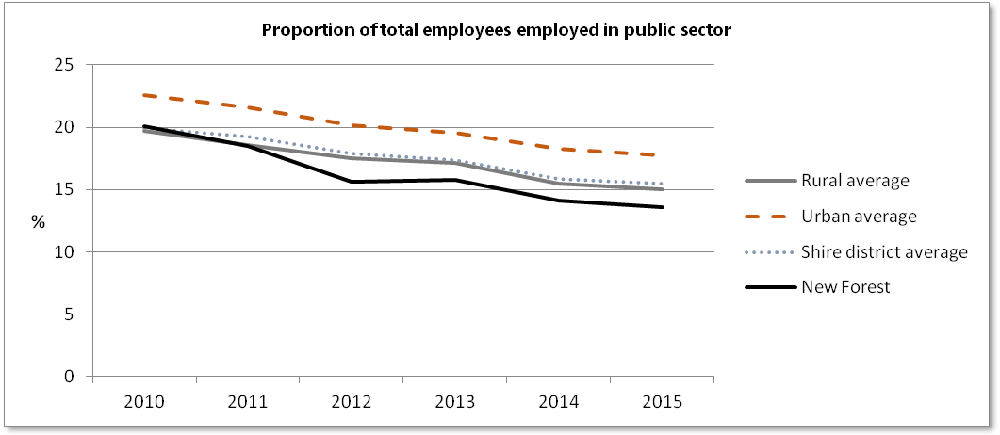 Proportion of total employees employed in public sector
25
20
15
10
5
0
%
2010 2011 2012 2013 2014 2015
Rural average
Urban average
Shire district average
New Forest